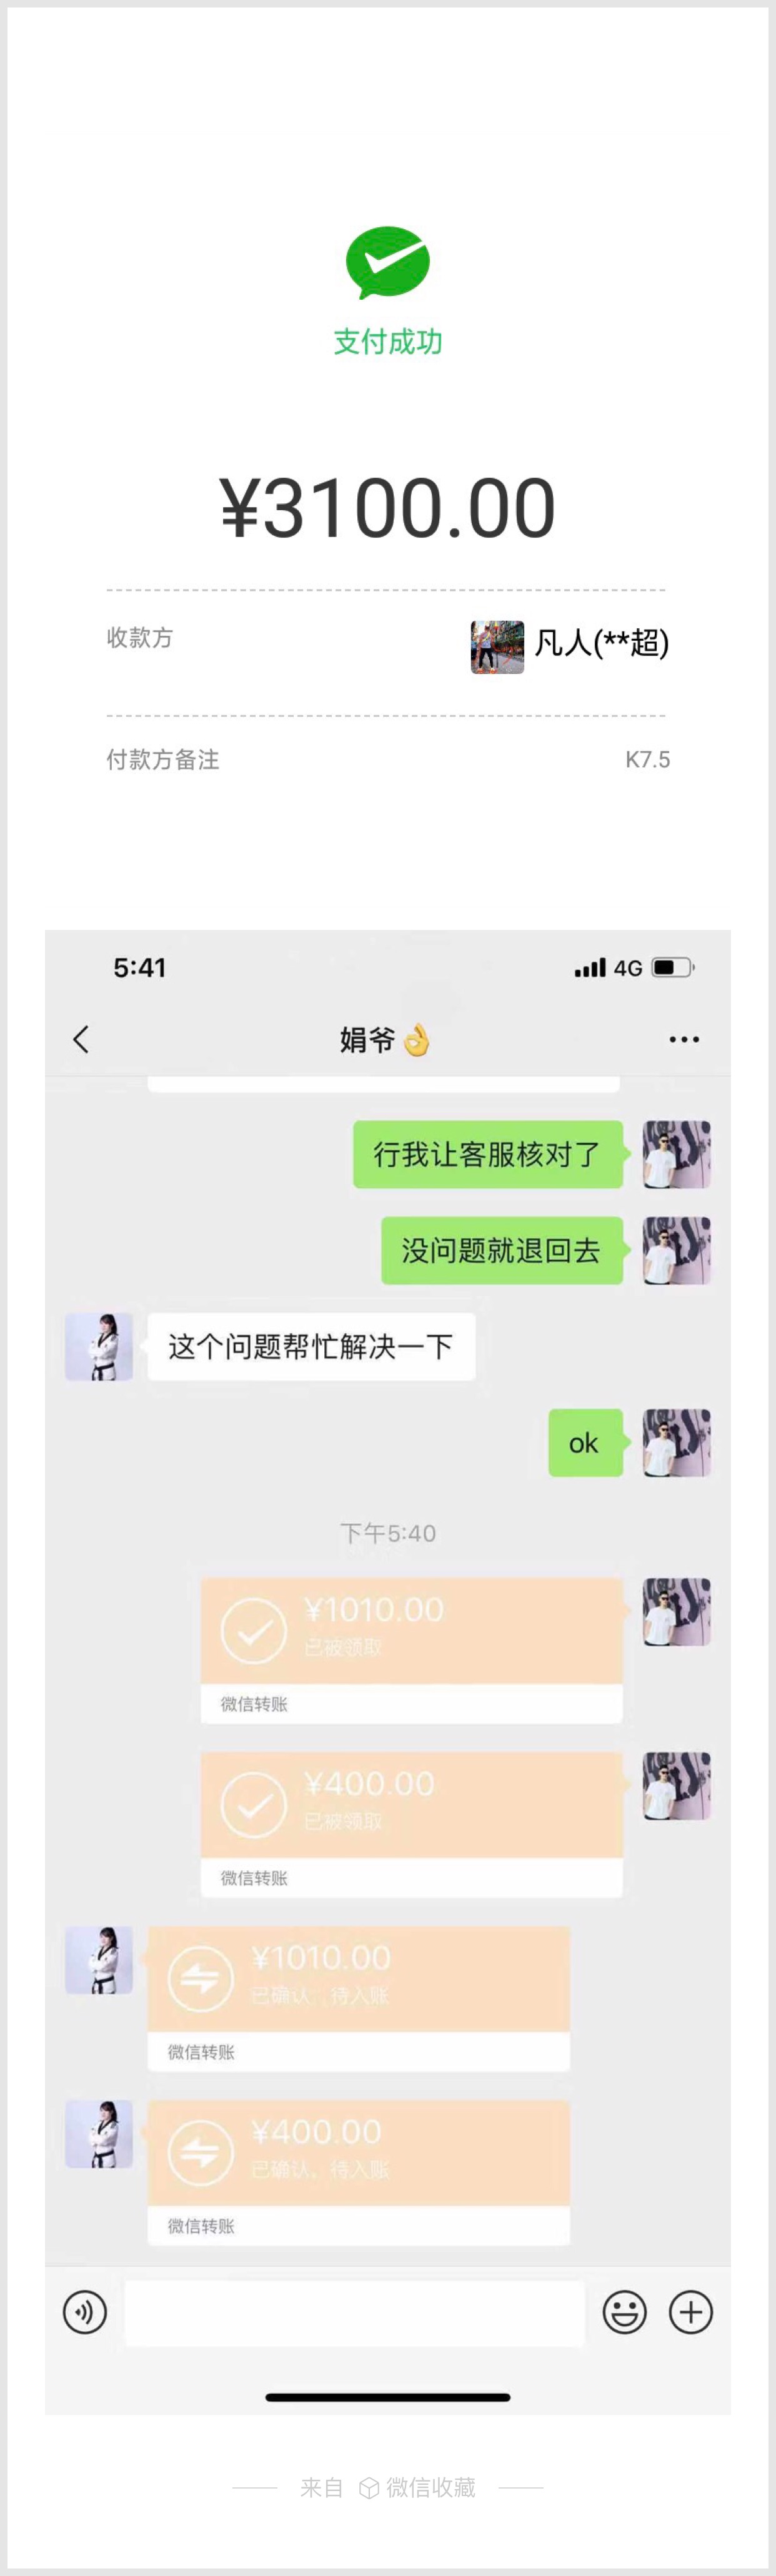 支付成功
¥3100.00
收款方 凡人(**超)
付款方备注 K7.5
5:41 4G
娟爷👌
行我让客服核对了
没问题就退回去
这个问题帮忙解决一下
ok
下午5:40
¥1010.00
已被领取
微信转账
¥400.00
已被领取
微信转账
¥1010.00
已确认，待入账
微信转账
¥400.00
已确认，待入账
微信转账
来自 微信收藏